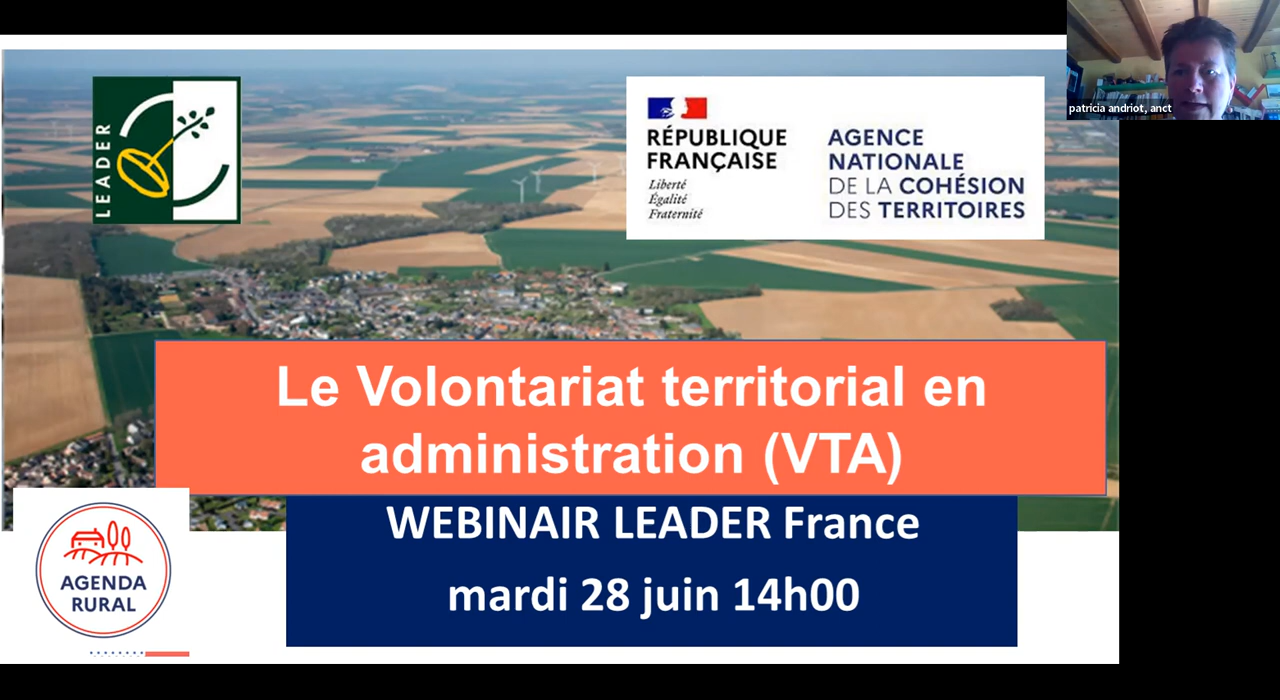 patricia andriot, anct
LEADER
RÉPUBLIQUE
FRANÇAISE
Liberté
Égalité
Fraternité
AGENCE
NATIONALE
DE LA COHÉSION
DES TERRITOIRES
Le Volontariat territorial en
administration (VTA)
WEBINAIR LEADER France
mardi 28 juin 14h00
AGENDA
RURAL